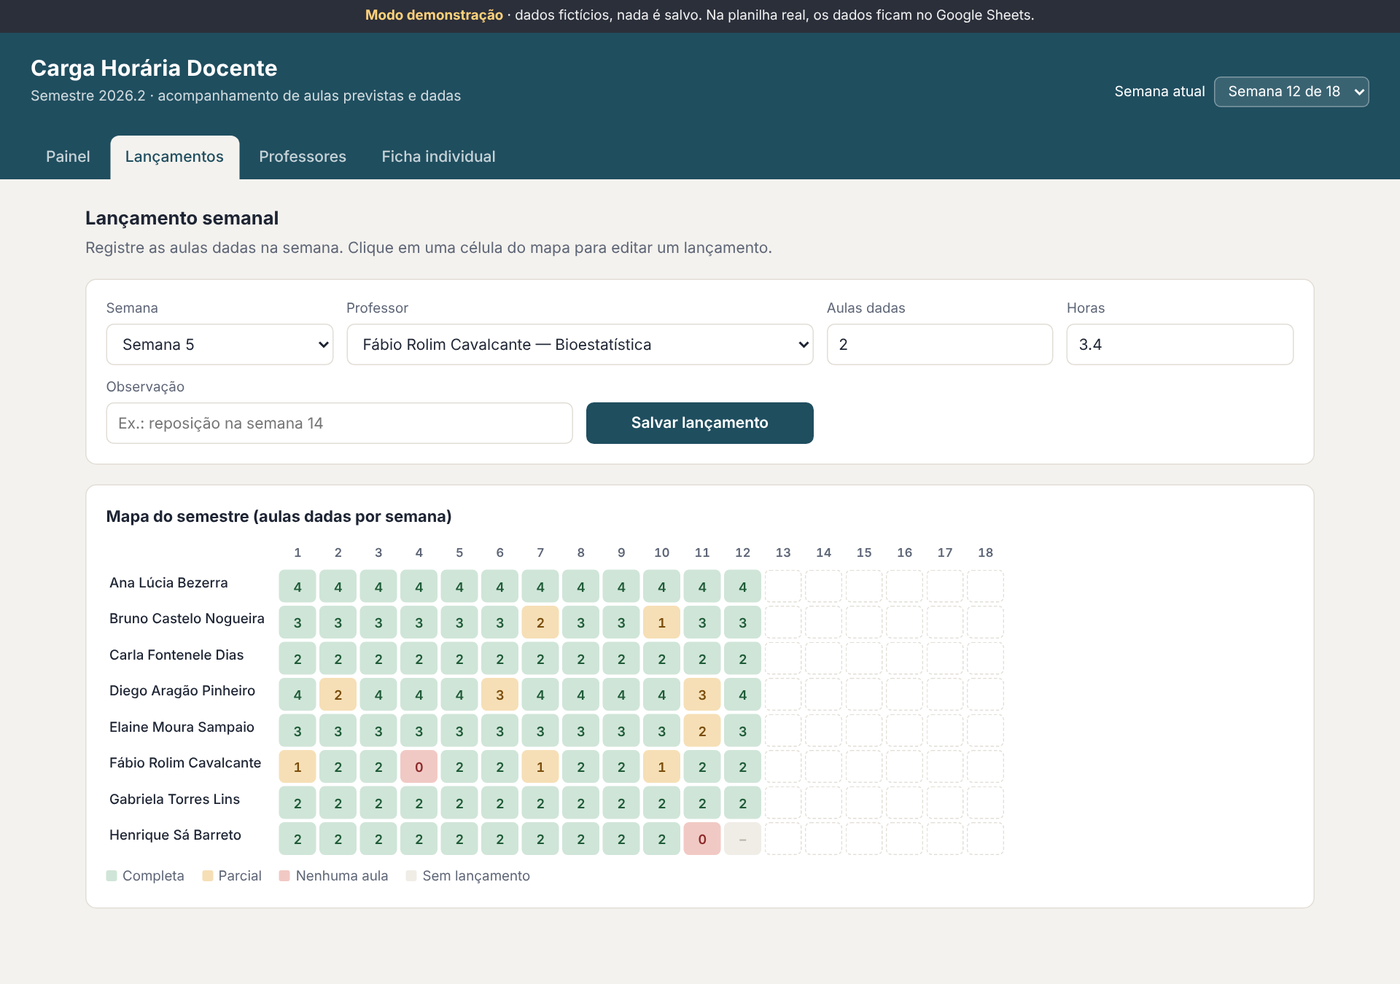 Modo demonstração · dados fictícios, nada é salvo. Na planilha real, os dados ficam no Google Sheets.
Carga Horária Docente
Semestre 2026.2 · acompanhamento de aulas previstas e dadas
Semana atual Semana 12 de 18
Painel Lançamentos Professores Ficha individual
Lançamento semanal
Registre as aulas dadas na semana. Clique em uma célula do mapa para editar um lançamento.
Semana Professor Aulas dadas Horas
Semana 5 Fábio Rolim Cavalcante — Bioestatística 2 3.4
Observação
Ex.: reposição na semana 14 Salvar lançamento
Mapa do semestre (aulas dadas por semana)
1 2 3 4 5 6 7 8 9 10 11 12 13 14 15 16 17 18
Ana Lúcia Bezerra 4 4 4 4 4 4 4 4 4 4 4 4
Bruno Castelo Nogueira 3 3 3 3 3 3 2 3 3 1 3 3
Carla Fontenele Dias 2 2 2 2 2 2 2 2 2 2 2 2
Diego Aragão Pinheiro 4 2 4 4 4 3 4 4 4 4 3 4
Elaine Moura Sampaio 3 3 3 3 3 3 3 3 3 3 2 3
Fábio Rolim Cavalcante 1 2 2 0 2 2 1 2 2 1 2 2
Gabriela Torres Lins 2 2 2 2 2 2 2 2 2 2 2 2
Henrique Sá Barreto 2 2 2 2 2 2 2 2 2 2 0 –
Completa Parcial Nenhuma aula Sem lançamento